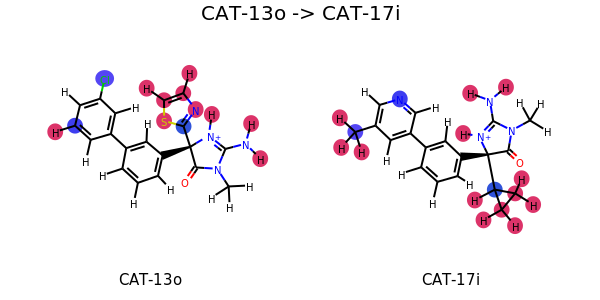 CAT-13o -> CAT-17i
Cl H H H H H N H S N+ N H H H H H N O H H H H H H
H N H H H N H N+ N H H H H H H H O H H H H H H H
CAT-13o CAT-17i